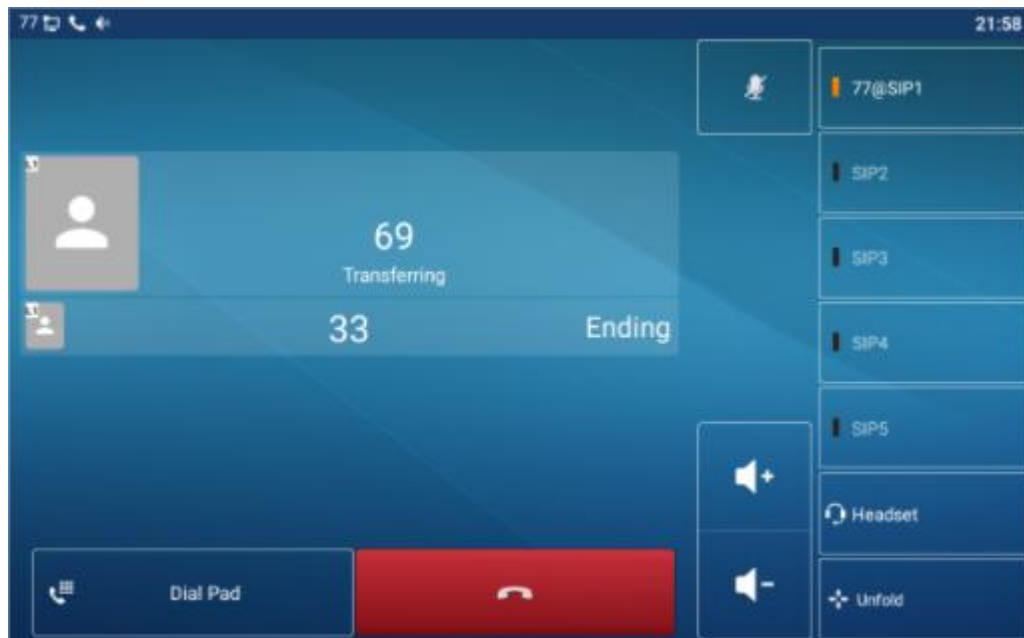 77
21:58
77@SIP1
SIP2
69
Transferring
SIP3
33 Ending
SIP4
SIP5
Headset
Dial Pad
Unfold